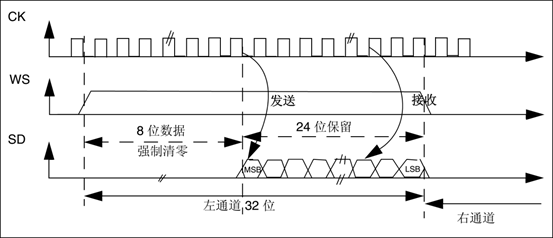 CK
WS
发送
接收
8 位数据
强制清零
24 位保留
SD
MSB
LSB
左通道 32 位
右通道